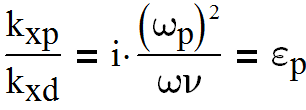 k_xp / k_xd = i·(ω_p)² / ων = ε_p